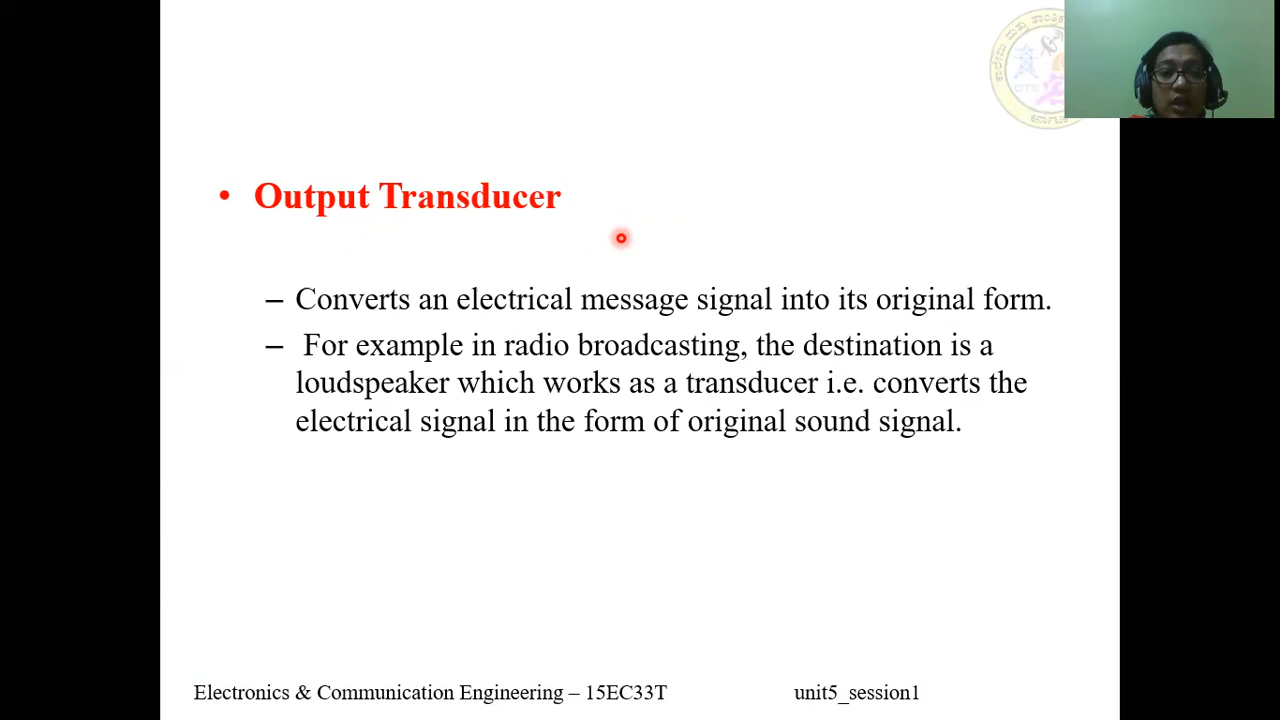 • Output Transducer
– Converts an electrical message signal into its original form.
– For example in radio broadcasting, the destination is a
loudspeaker which works as a transducer i.e. converts the
electrical signal in the form of original sound signal.
Electronics & Communication Engineering – 15EC33T
unit5_session1